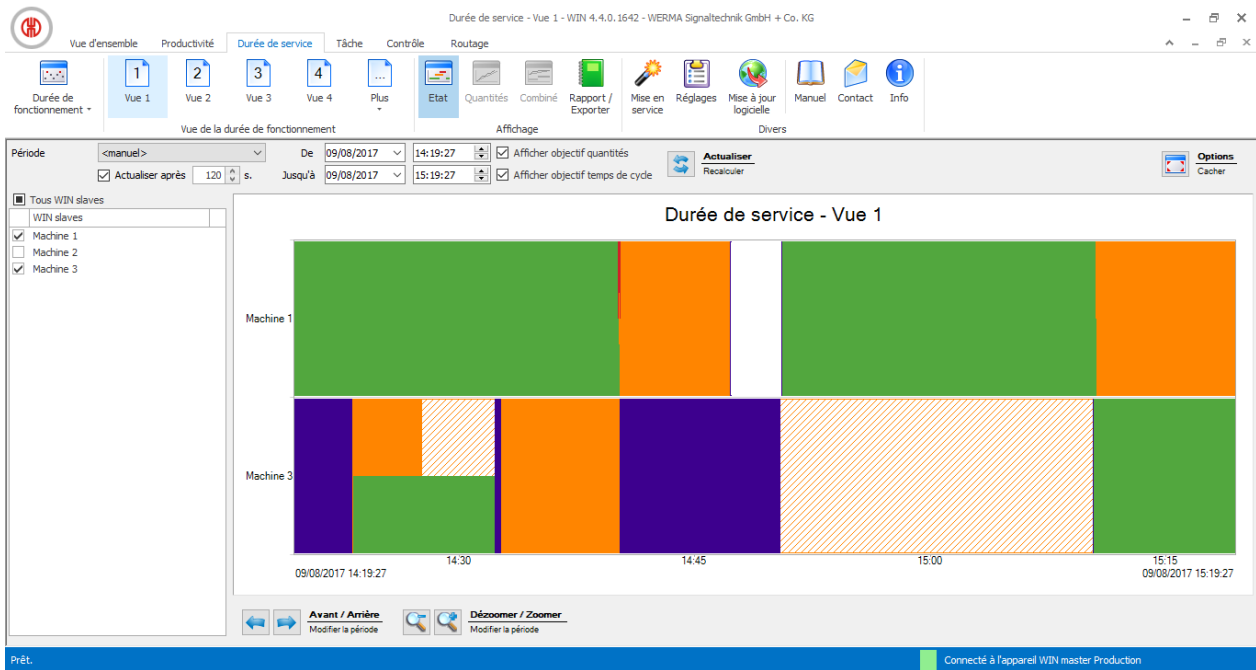 Durée de service - Vue 1 - WIN 4.4.0.1642 - WERMA Signaltechnik GmbH + Co. KG
Vue d'ensemble Productivité Durée de service Tâche Contrôle Routage
Durée de fonctionnement
1 Vue 1
2 Vue 2
3 Vue 3
4 Vue 4
... Plus
Vue de la durée de fonctionnement
Etat
Quantités
Combiné
Rapport / Exporter
Affichage
Mise en service
Réglages
Mise à jour logicielle
Manuel
Contact
Info
Divers
Période <manuel> De 09/08/2017 14:19:27 Afficher objectif quantités
Actualiser après 120 s. Jusqu'à 09/08/2017 15:19:27 Afficher objectif temps de cycle
Actualiser
Recalculer
Options
Cacher
Tous WIN slaves
WIN slaves
Machine 1
Machine 2
Machine 3
Durée de service - Vue 1
Machine 1
Machine 3
14:30 14:45 15:00 15:15
09/08/2017 14:19:27 09/08/2017 15:19:27
Avant / Arrière
Modifier la période
Dézoomer / Zoomer
Modifier la période
Prêt. Connecté à l'appareil WIN master Production